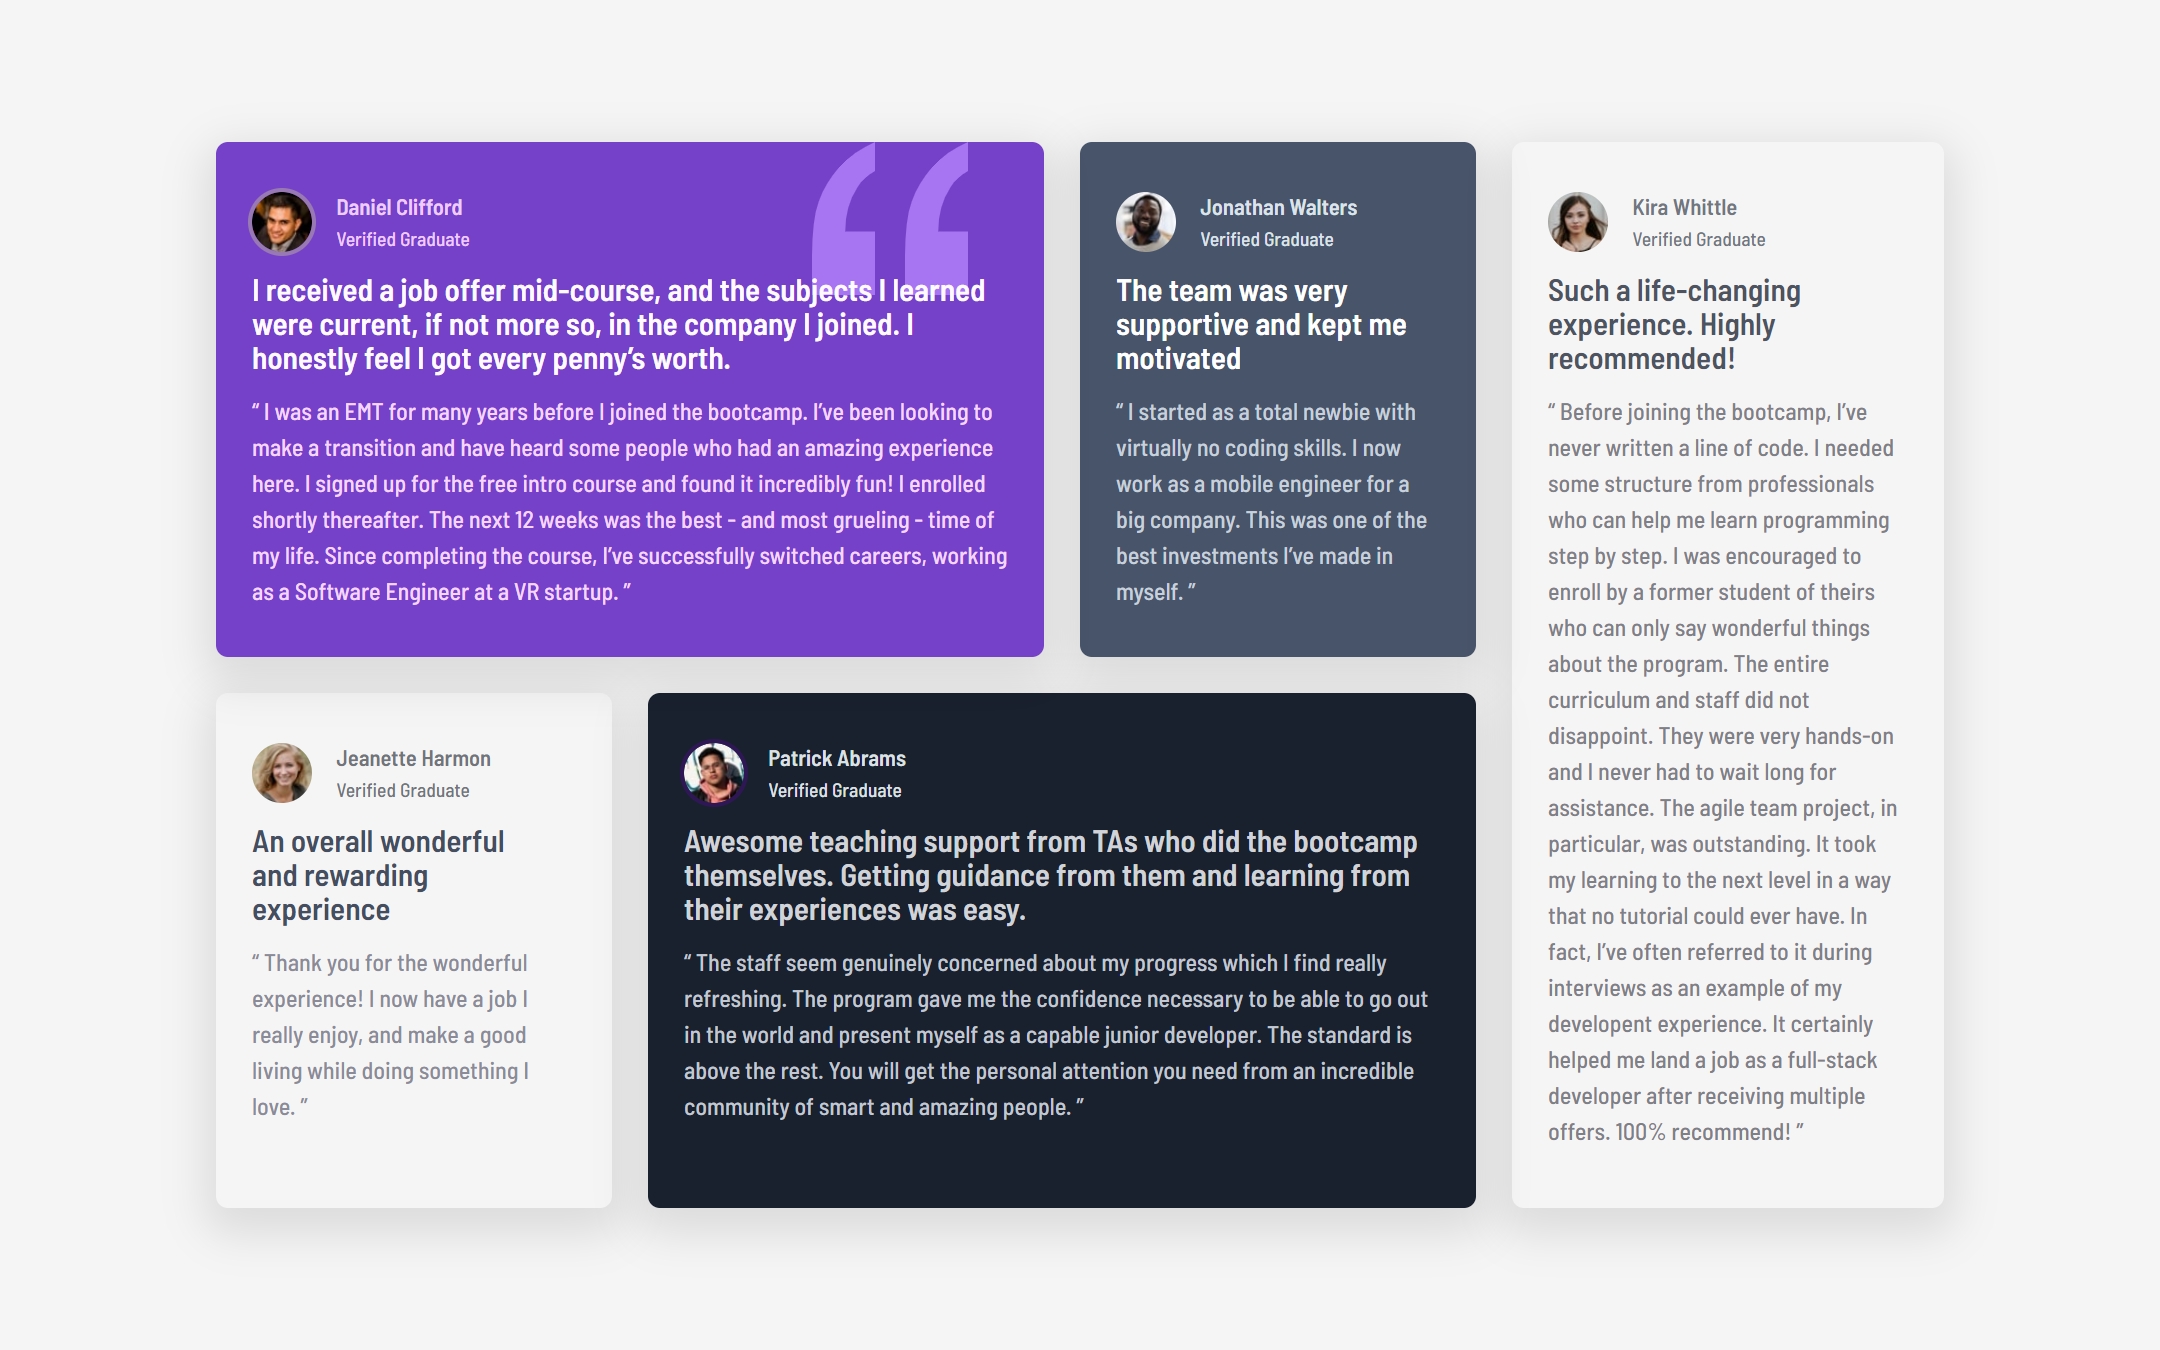 Daniel Clifford
Verified Graduate
I received a job offer mid-course, and the subjects I learned
were current, if not more so, in the company I joined. I
honestly feel I got every penny’s worth.
“ I was an EMT for many years before I joined the bootcamp. I’ve been looking to
make a transition and have heard some people who had an amazing experience
here. I signed up for the free intro course and found it incredibly fun! I enrolled
shortly thereafter. The next 12 weeks was the best - and most grueling - time of
my life. Since completing the course, I’ve successfully switched careers, working
as a Software Engineer at a VR startup. ”
Jonathan Walters
Verified Graduate
The team was very
supportive and kept me
motivated
“ I started as a total newbie with
virtually no coding skills. I now
work as a mobile engineer for a
big company. This was one of the
best investments I’ve made in
myself. ”
Kira Whittle
Verified Graduate
Such a life-changing
experience. Highly
recommended!
“ Before joining the bootcamp, I’ve
never written a line of code. I needed
some structure from professionals
who can help me learn programming
step by step. I was encouraged to
enroll by a former student of theirs
who can only say wonderful things
about the program. The entire
curriculum and staff did not
disappoint. They were very hands-on
and I never had to wait long for
assistance. The agile team project, in
particular, was outstanding. It took
my learning to the next level in a way
that no tutorial could ever have. In
fact, I’ve often referred to it during
interviews as an example of my
developent experience. It certainly
helped me land a job as a full-stack
developer after receiving multiple
offers. 100% recommend! ”
Jeanette Harmon
Verified Graduate
An overall wonderful
and rewarding
experience
“ Thank you for the wonderful
experience! I now have a job I
really enjoy, and make a good
living while doing something I
love. ”
Patrick Abrams
Verified Graduate
Awesome teaching support from TAs who did the bootcamp
themselves. Getting guidance from them and learning from
their experiences was easy.
“ The staff seem genuinely concerned about my progress which I find really
refreshing. The program gave me the confidence necessary to be able to go out
in the world and present myself as a capable junior developer. The standard is
above the rest. You will get the personal attention you need from an incredible
community of smart and amazing people. ”